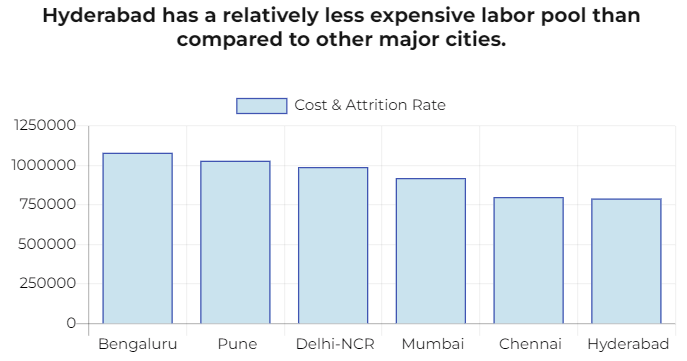 Hyderabad has a relatively less expensive labor pool than
compared to other major cities.
Cost & Attrition Rate
1250000
1000000
750000
500000
250000
0
Bengaluru Pune Delhi-NCR Mumbai Chennai Hyderabad